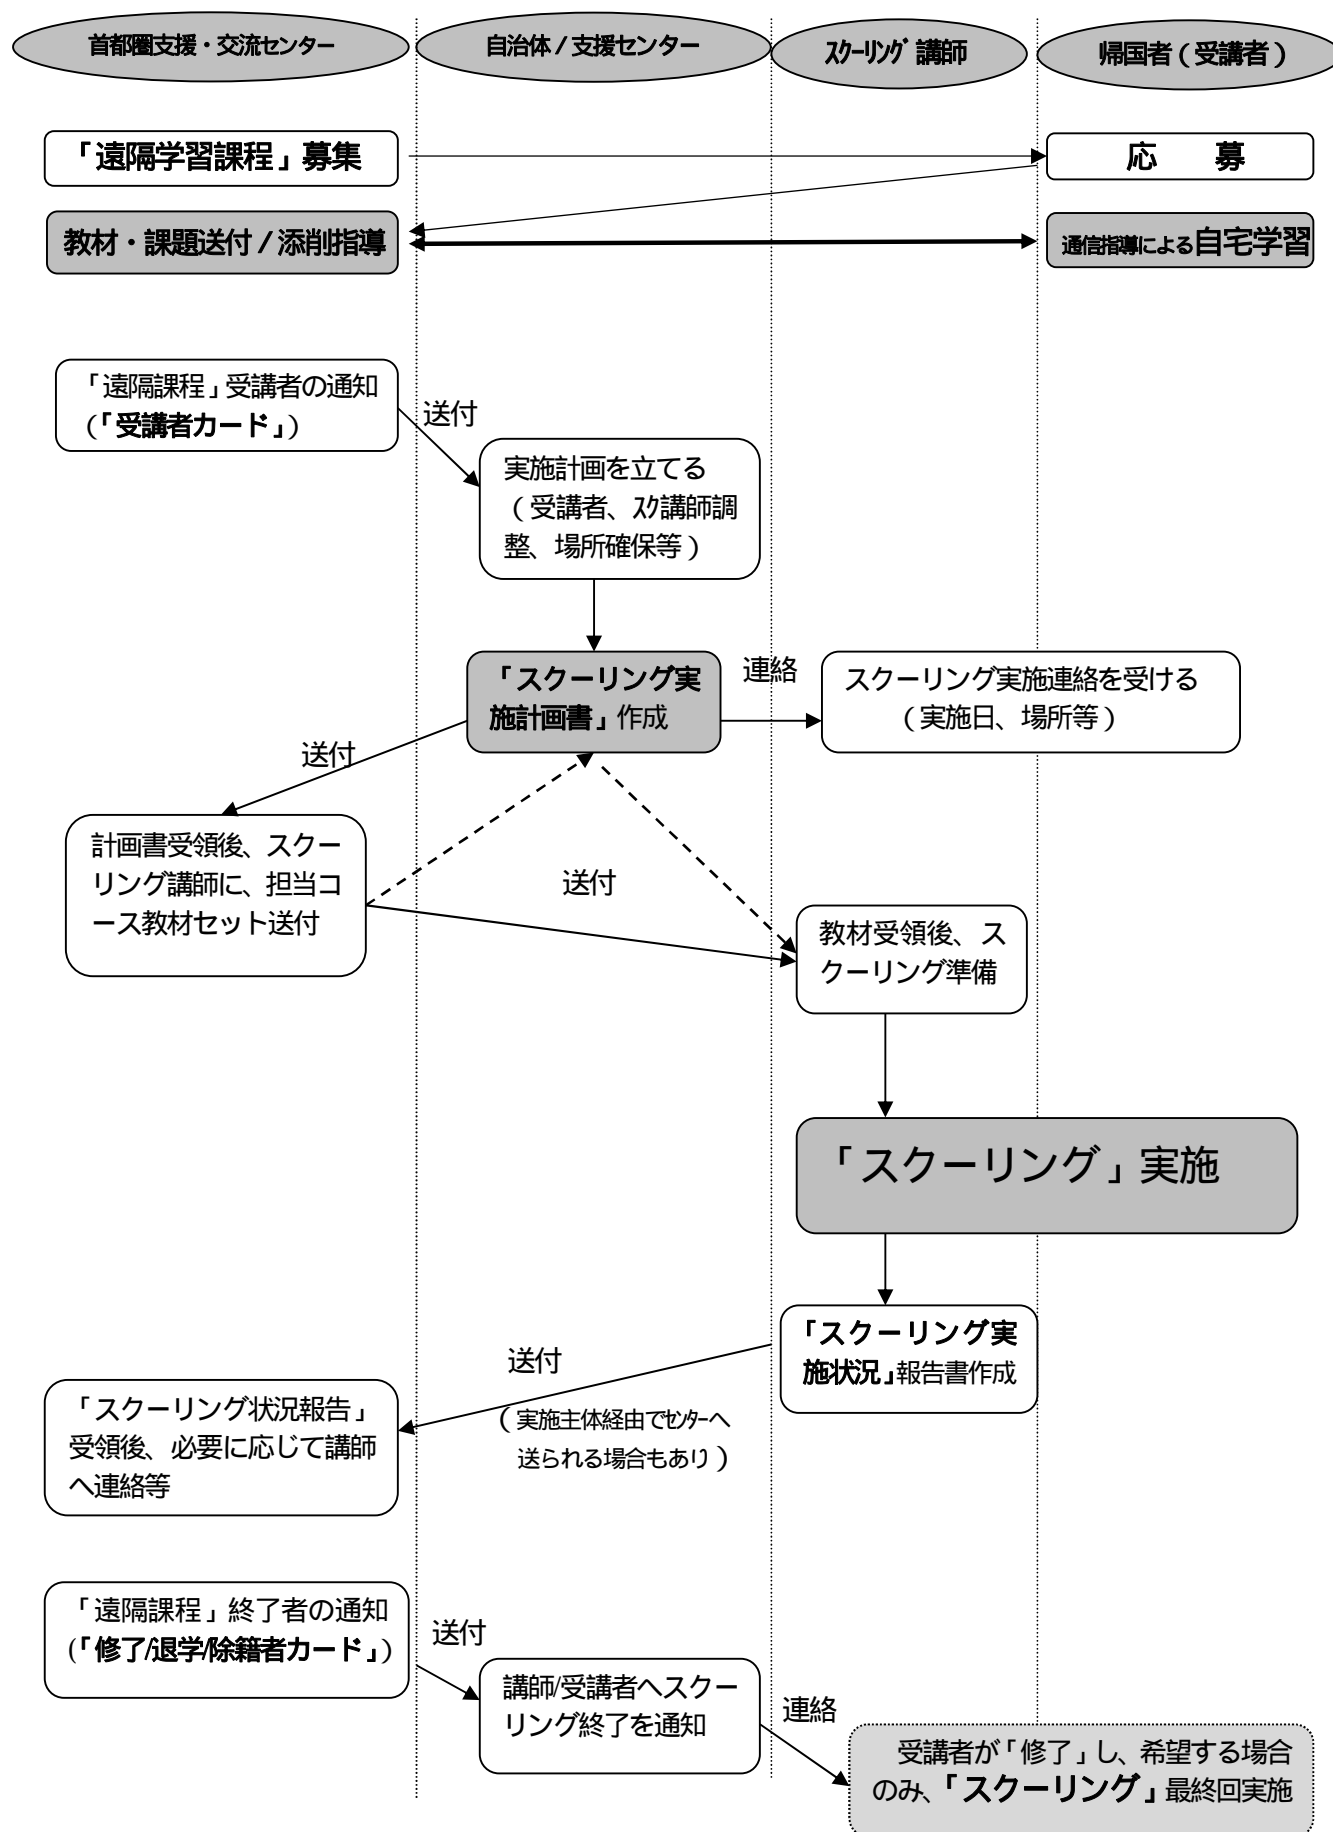 首都圏支援・交流センター
自治体/支援センター
ｽｸｰﾘﾝｸﾞ講師
帰国者(受講者)
「遠隔学習課程」募集
応　募
教材・課題送付/添削指導
通信指導による自宅学習
「遠隔課程」受講者の通知
(「受講者カード」)
送付
実施計画を立てる
(受講者、ｽｸ講師調
整、場所確保等)
「スクーリング実
施計画書」作成
連絡
スクーリング実施連絡を受ける
(実施日、場所等)
送付
計画書受領後、スクー
リング講師に、担当コ
ース教材セット送付
送付
教材受領後、ス
クーリング準備
「スクーリング」実施
「スクーリング実
施状況」報告書作成
送付
(実施主体経由でｾﾝﾀｰへ
送られる場合もあり)
「スクーリング状況報告」
受領後、必要に応じて講師
へ連絡等
「遠隔課程」終了者の通知
(「修了/退学/除籍者カード」)
送付
講師/受講者へスクー
リング終了を通知
連絡
受講者が「修了」し、希望する場合
のみ、「スクーリング」最終回実施